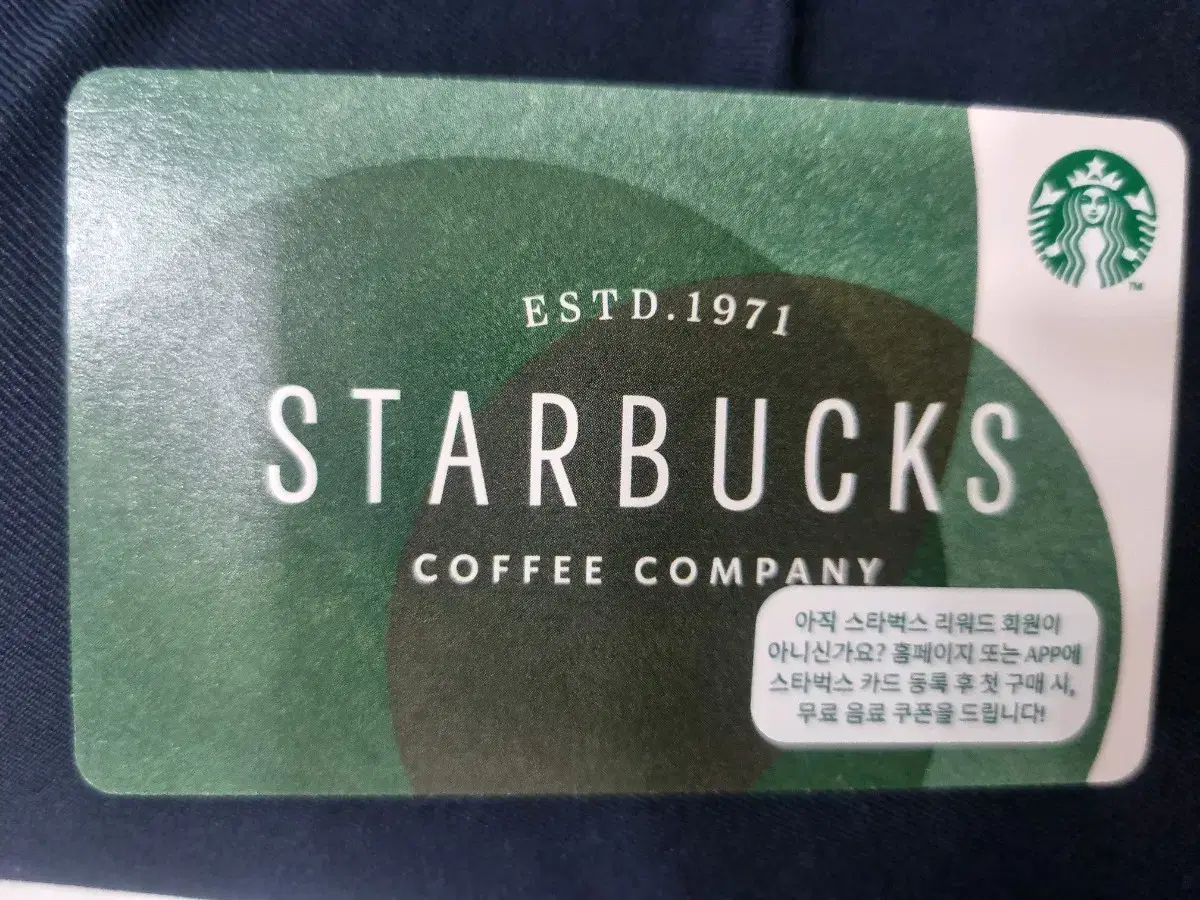 ESTD.1971
STARBUCKS
COFFEE COMPANY
아직 스타벅스 리워드 회원이
아니신가요? 홈페이지 또는 APP에
스타벅스 카드 등록 후 첫 구매 시,
무료 음료 쿠폰을 드립니다!
TM